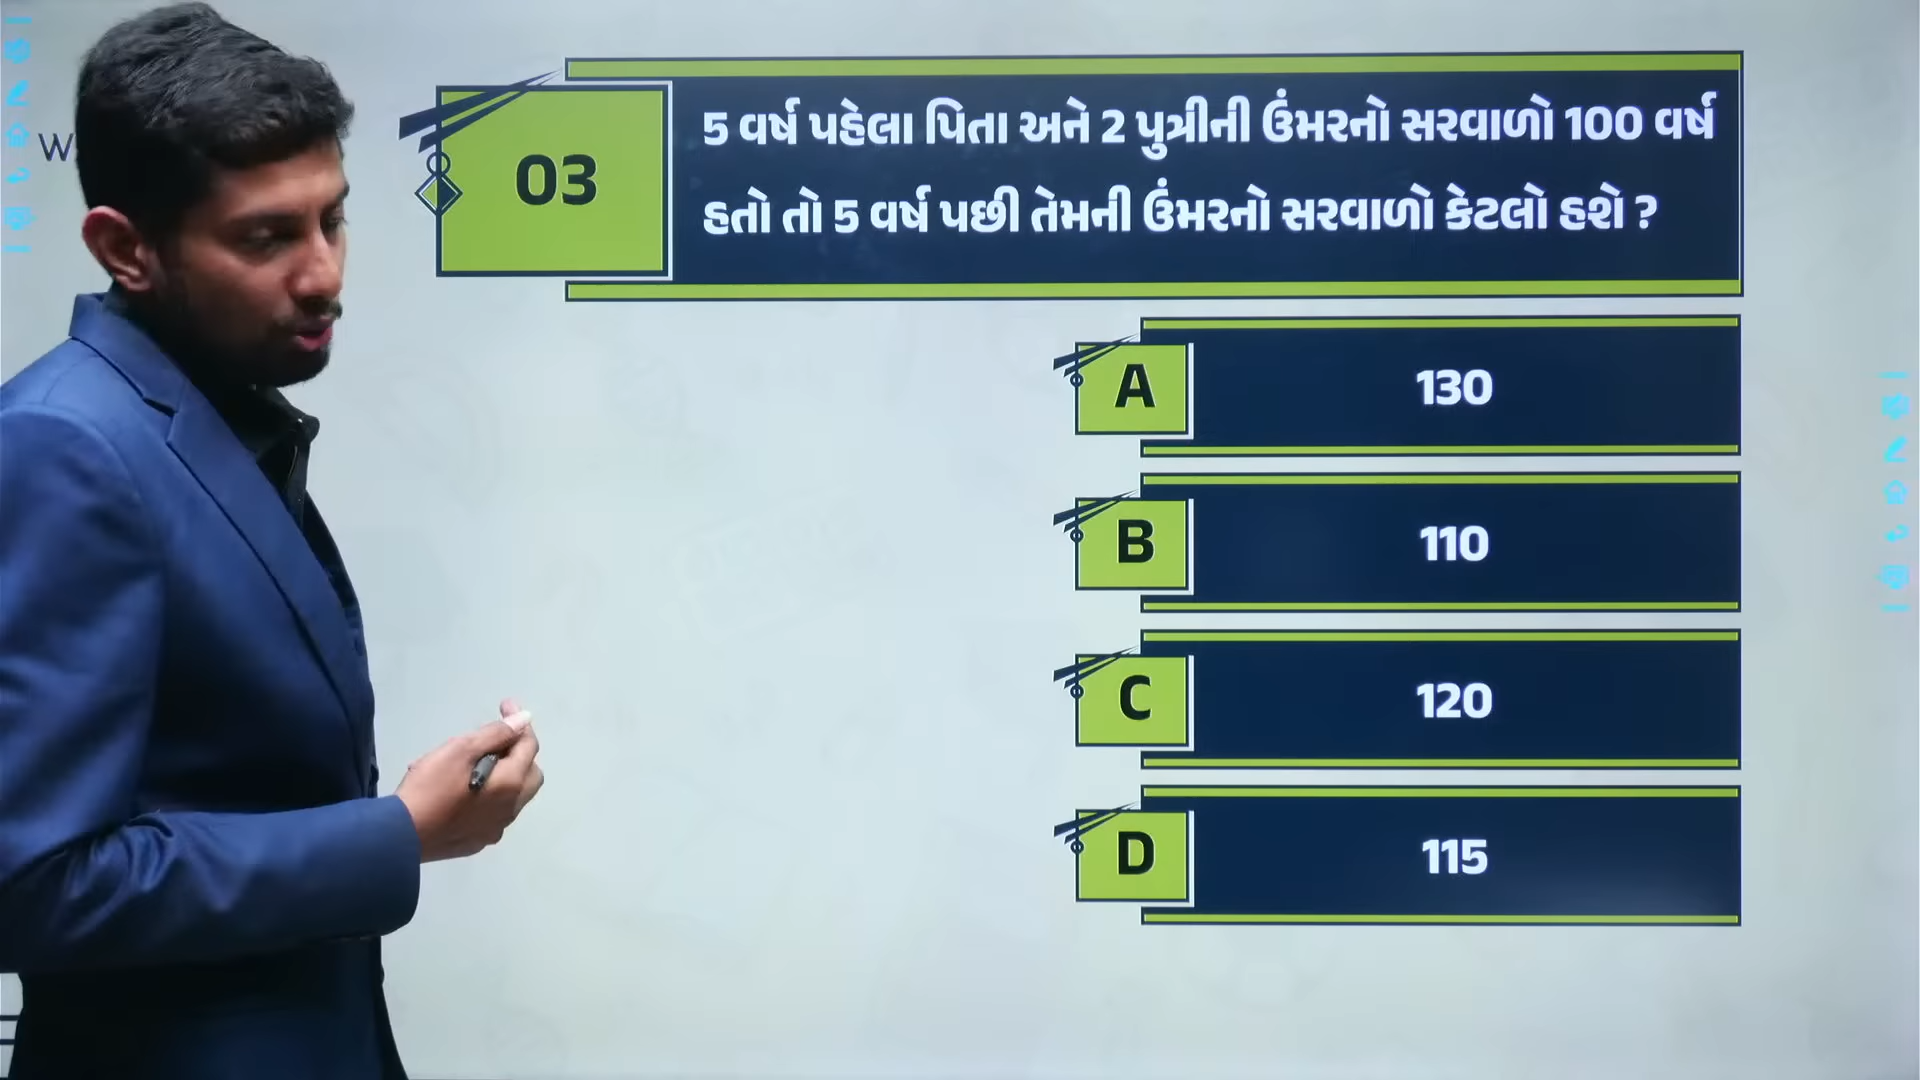 03
5 વર્ષ પહેલા પિતા અને 2 પુત્રીની ઉંમરનો સરવાળો 100 વર્ષ
હતો તો 5 વર્ષ પછી તેમની ઉંમરનો સરવાળો કેટલો હશે ?
A
130
B
110
C
120
D
115